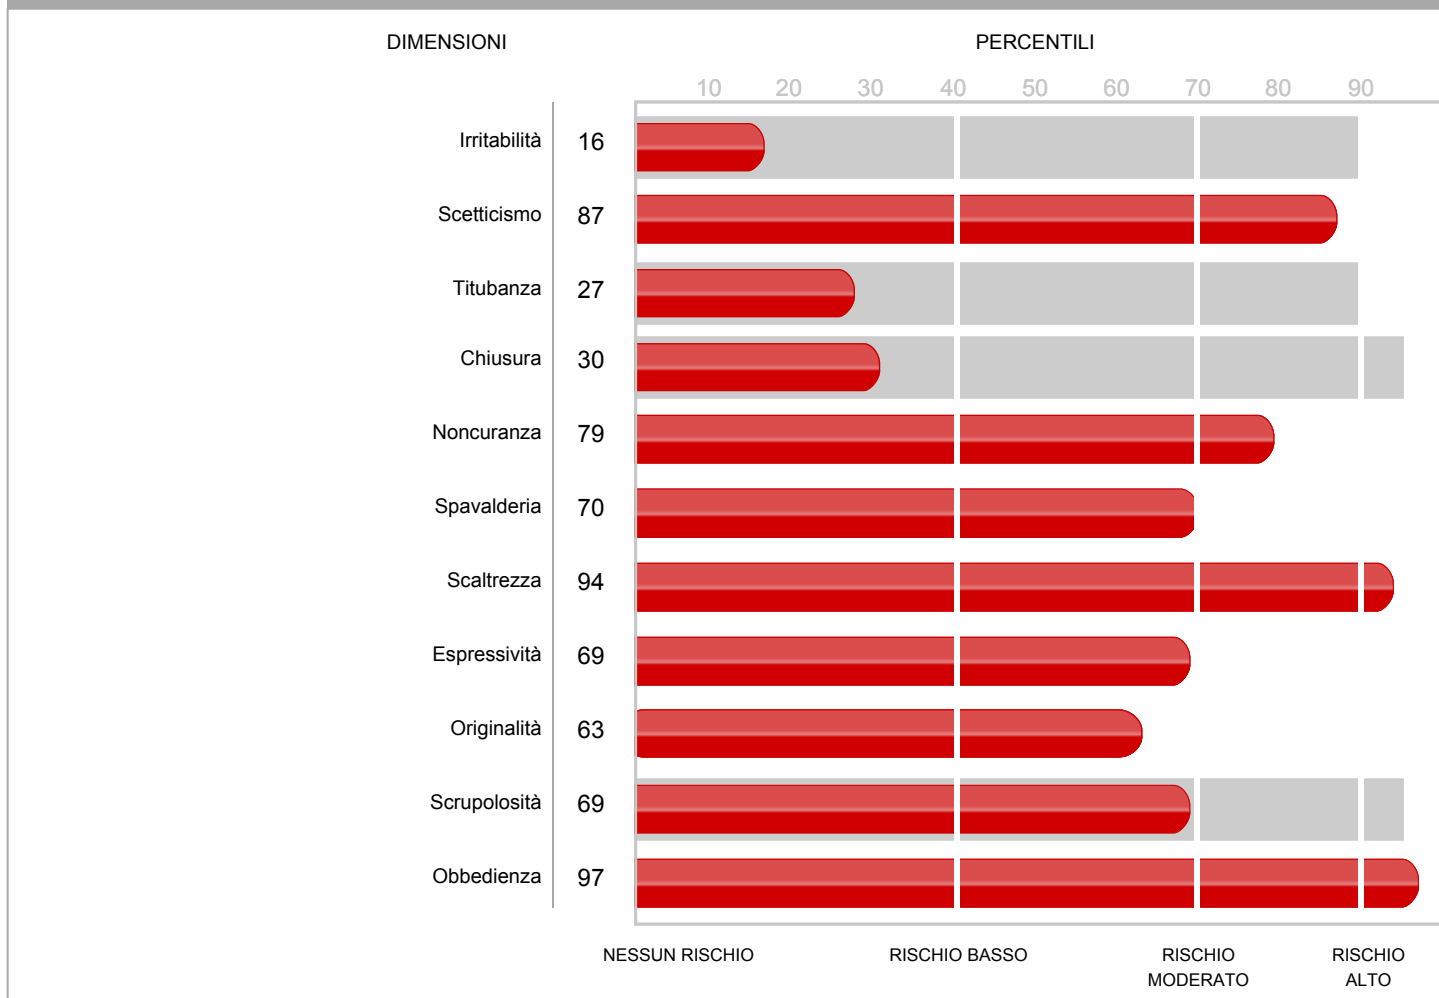 DIMENSIONI PERCENTILI
10 20 30 40 50 60 70 80 90
Irritabilità 16
Scetticismo 87
Titubanza 27
Chiusura 30
Noncuranza 79
Spavalderia 70
Scaltrezza 94
Espressività 69
Originalità 63
Scrupolosità 69
Obbedienza 97
NESSUN RISCHIO RISCHIO BASSO RISCHIO RISCHIO
MODERATO ALTO